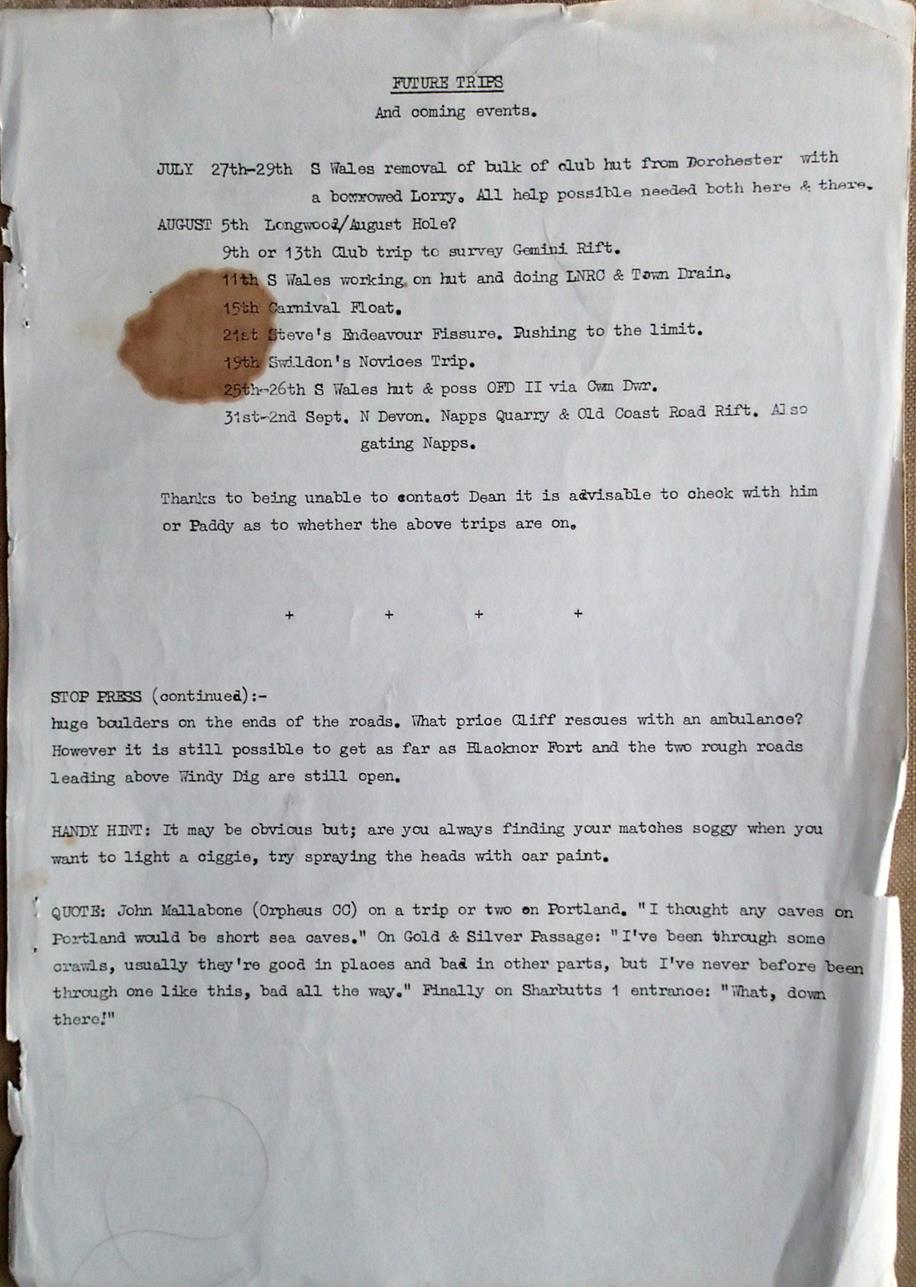 FUTURE TRIPS
And coming events.
JULY 27th-29th S Wales removal of bulk of club hut from Dorchester with
a borrowed Lorry. All help possible needed both here & there.
AUGUST 5th Longwood/August Hole?
9th or 13th Club trip to survey Gemini Rift.
11th S Wales working on hut and doing LNRC & Town Drain.
15th Carnival Float.
21st Steve's Endeavour Fissure. Pushing to the limit.
19th Swildon's Novices Trip.
25th-26th S Wales hut & poss OFD II via Cwm Dwr.
31st-2nd Sept. N Devon. Napps Quarry & Old Coast Road Rift. Also
gating Napps.
Thanks to being unable to contact Dean it is advisable to check with him
or Paddy as to whether the above trips are on.
+ + + +
STOP PRESS (continued):-
huge boulders on the ends of the roads. What price Cliff rescues with an ambulance?
However it is still possible to get as far as Blacknor Fort and the two rough roads
leading above Windy Dig are still open.
HANDY HINT: It may be obvious but; are you always finding your matches soggy when you
want to light a ciggie, try spraying the heads with car paint.
QUOTE: John Mallabone (Orpheus CC) on a trip or two on Portland. "I thought any caves on
Portland would be short sea caves." On Gold & Silver Passage: "I've been through some
crawls, usually they're good in places and bad in other parts, but I've never before been
through one like this, bad all the way." Finally on Sharbutts 1 entrance: "What, down
there!"